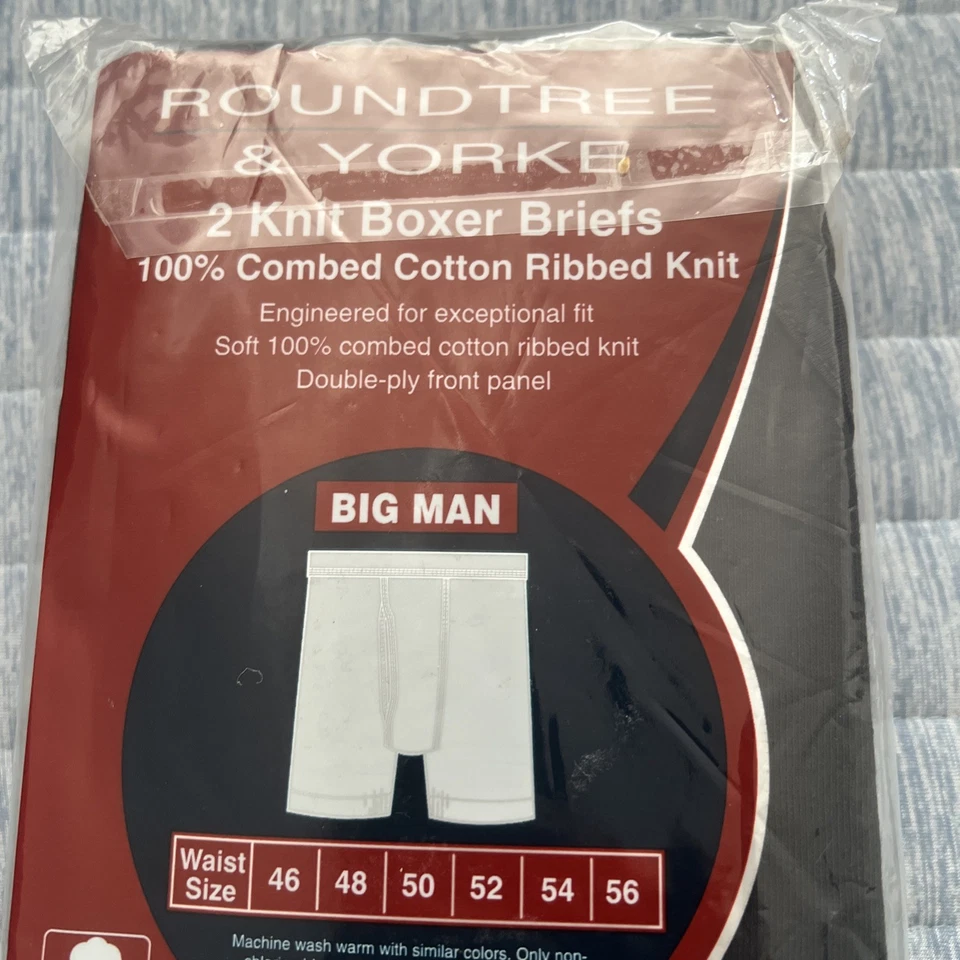 ROUNDTREE
& YORKE
2 Knit Boxer Briefs
100% Combed Cotton Ribbed Knit
Engineered for exceptional fit
Soft 100% combed cotton ribbed knit
Double-ply front panel
BIG MAN
Waist Size 46 48 50 52 54 56
Machine wash warm with similar colors. Only non-